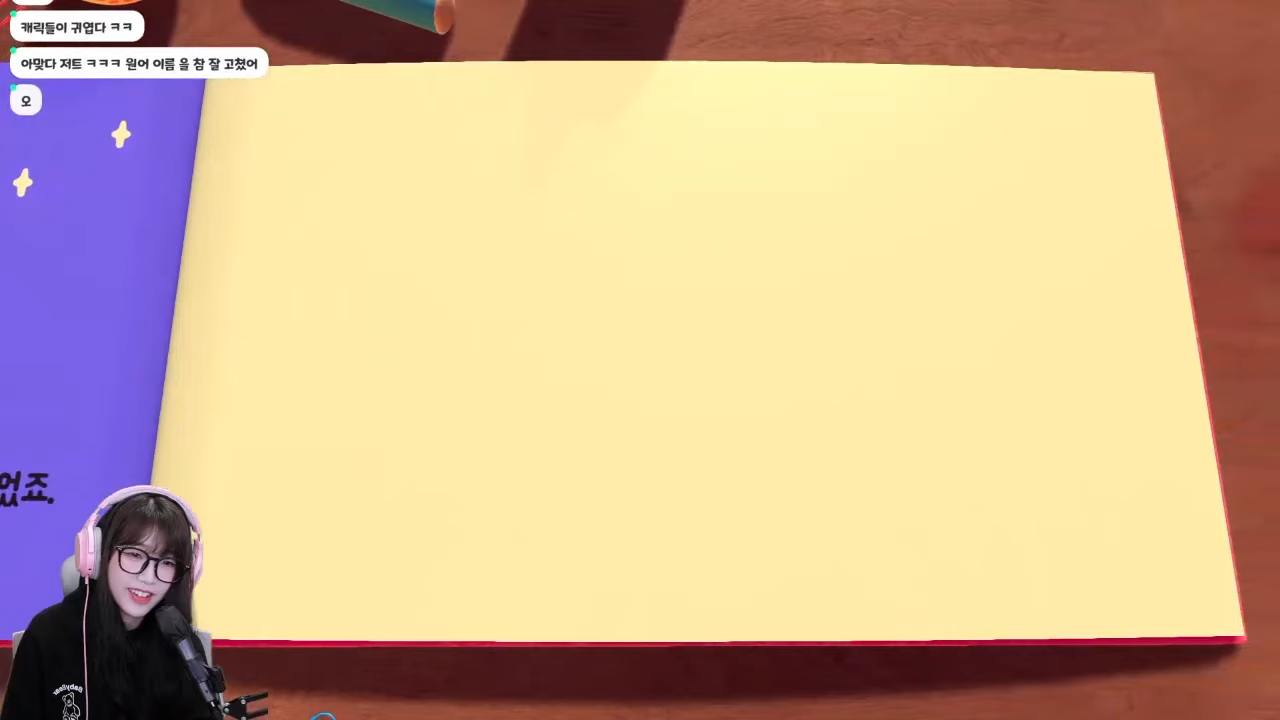 캐릭들이 귀엽다 ㅋㅋ
아맞다 저트 ㅋㅋㅋ 원어 이름 을 참 잘 고쳤어
오
었죠.